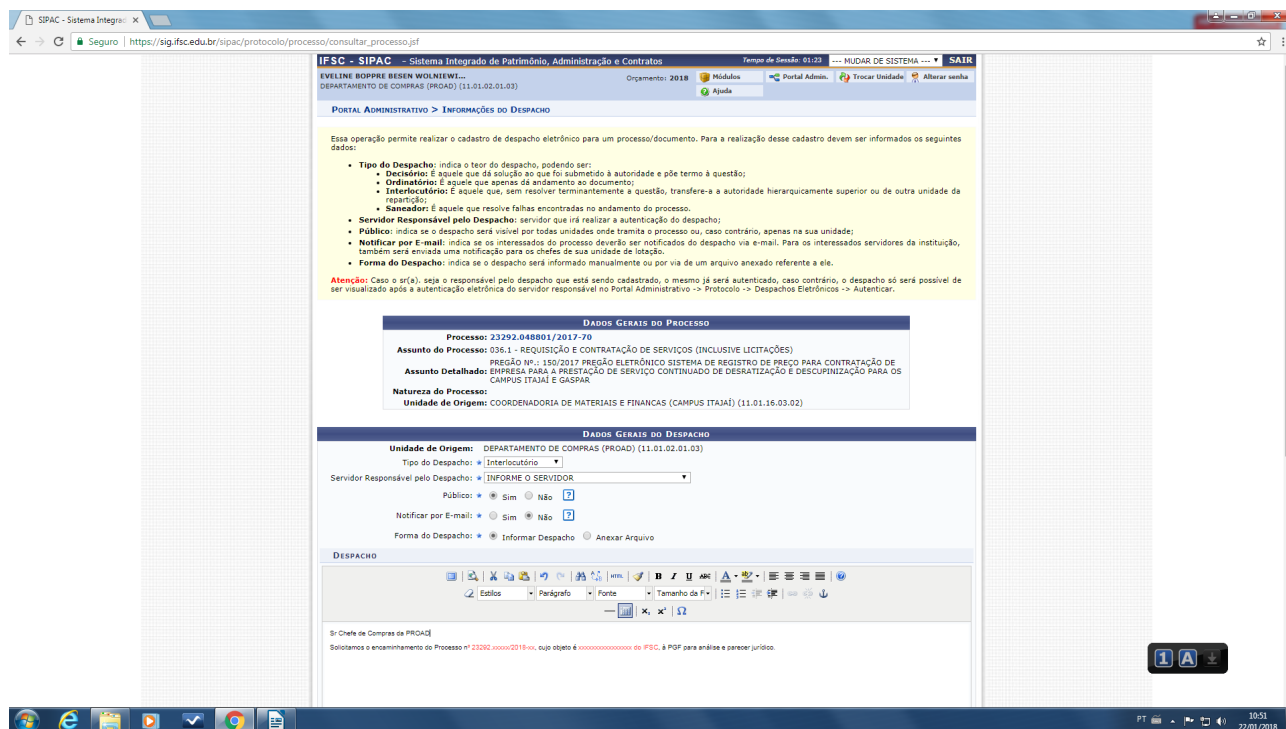 SIPAC - Sistema Integrad
Seguro | https://sig.ifsc.edu.br/sipac/protocolo/processo/consultar_processo.jsf
IFSC - SIPAC - Sistema Integrado de Patrimônio, Administração e Contratos
Tempo de Sessão: 01:23
--- MUDAR DE SISTEMA ---
SAIR
EVELINE BOPPRE BESEN WOLNIEWI...
DEPARTAMENTO DE COMPRAS (PROAD) (11.01.02.01.03)
Orçamento: 2018
Módulos
Portal Admin.
Trocar Unidade
Alterar senha
Ajuda
PORTAL ADMINISTRATIVO > INFORMAÇÕES DO DESPACHO
Essa operação permite realizar o cadastro de despacho eletrônico para um processo/documento. Para a realização desse cadastro devem ser informados os seguintes
dados:
• Tipo do Despacho: indica o teor do despacho, podendo ser:
• Decisório: É aquele que dá solução ao que foi submetido à autoridade e põe termo à questão;
• Ordinatório: É aquele que apenas dá andamento ao documento;
• Interlocutório: É aquele que, sem resolver terminantemente a questão, transfere-a a autoridade hierarquicamente superior ou de outra unidade da
repartição;
• Saneador: É aquele que resolve falhas encontradas no andamento do processo.
• Servidor Responsável pelo Despacho: servidor que irá realizar a autenticação do despacho;
• Público: indica se o despacho será visível por todas unidades onde tramita o processo ou, caso contrário, apenas na sua unidade;
• Notificar por E-mail: indica se os interessados do processo deverão ser notificados do despacho via e-mail. Para os interessados servidores da instituição,
também será enviada uma notificação para os chefes de sua unidade de lotação.
• Forma do Despacho: indica se o despacho será informado manualmente ou por via de um arquivo anexado referente a ele.
Atenção: Caso o sr(a). seja o responsável pelo despacho que está sendo cadastrado, o mesmo já será autenticado, caso contrário, o despacho só será possível de
ser visualizado após a autenticação eletrônica do servidor responsável no Portal Administrativo -> Protocolo -> Despachos Eletrônicos -> Autenticar.
DADOS GERAIS DO PROCESSO
Processo: 23292.048801/2017-70
Assunto do Processo: 036.1 - REQUISIÇÃO E CONTRATAÇÃO DE SERVIÇOS (INCLUSIVE LICITAÇÕES)
PREGÃO Nº.: 150/2017 PREGÃO ELETRÔNICO SISTEMA DE REGISTRO DE PREÇO PARA CONTRATAÇÃO DE
Assunto Detalhado: EMPRESA PARA A PRESTAÇÃO DE SERVIÇO CONTINUADO DE DESRATIZAÇÃO E DESCUPINIZAÇÃO PARA OS
CAMPUS ITAJAÍ E GASPAR
Natureza do Processo:
Unidade de Origem: COORDENADORIA DE MATERIAIS E FINANCAS (CAMPUS ITAJAÍ) (11.01.16.03.02)
DADOS GERAIS DO DESPACHO
Unidade de Origem: DEPARTAMENTO DE COMPRAS (PROAD) (11.01.02.01.03)
Tipo do Despacho: Interlocutório
Servidor Responsável pelo Despacho: INFORME O SERVIDOR
Público: Sim Não ?
Notificar por E-mail: Sim Não ?
Forma do Despacho: Informar Despacho Anexar Arquivo
DESPACHO
HTML B I U ABC A ab
Estilos Parágrafo Fonte Tamanho da F
x, x² Ω
Sr Chefe de Compras da PROAD
Solicitamos o encaminhamento do Processo nº 23292.xxxxx/2018-xx, cujo objeto é xxxxxxxxxxxxxxxx do IFSC, à PGF para análise e parecer jurídico.
1 A
PT 10:51
22/01/2018